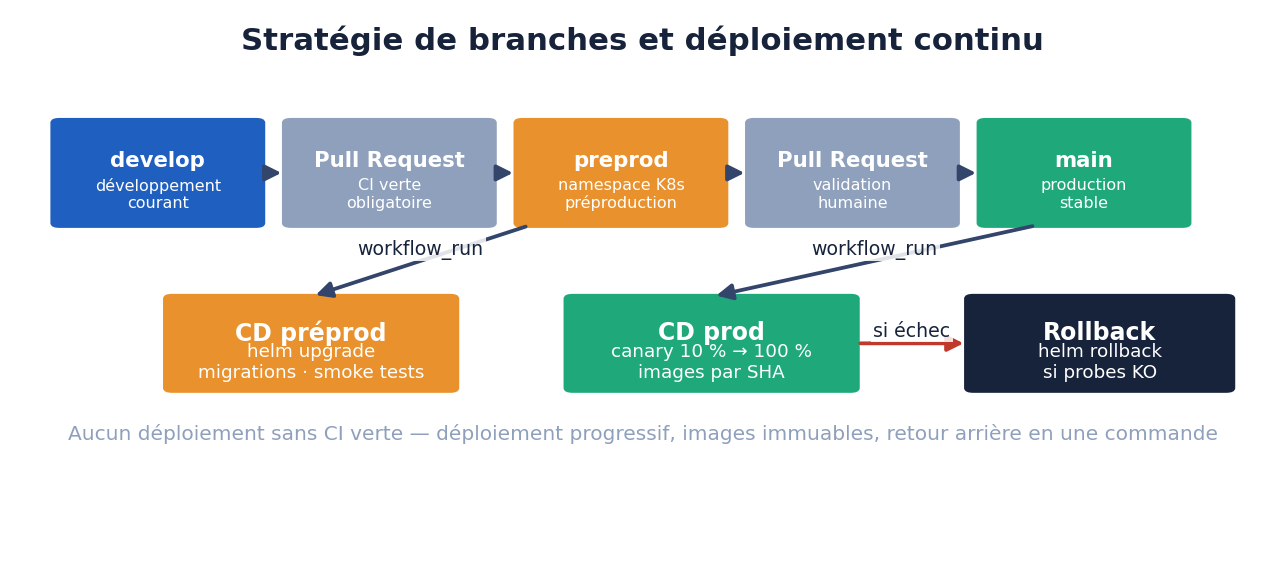 Stratégie de branches et déploiement continu
develop
développement
courant
Pull Request
CI verte
obligatoire
preprod
namespace K8s
préproduction
Pull Request
validation
humaine
main
production
stable
workflow_run
workflow_run
CD préprod
helm upgrade
migrations · smoke tests
CD prod
canary 10 % → 100 %
images par SHA
si échec
Rollback
helm rollback
si probes KO
Aucun déploiement sans CI verte — déploiement progressif, images immuables, retour arrière en une commande